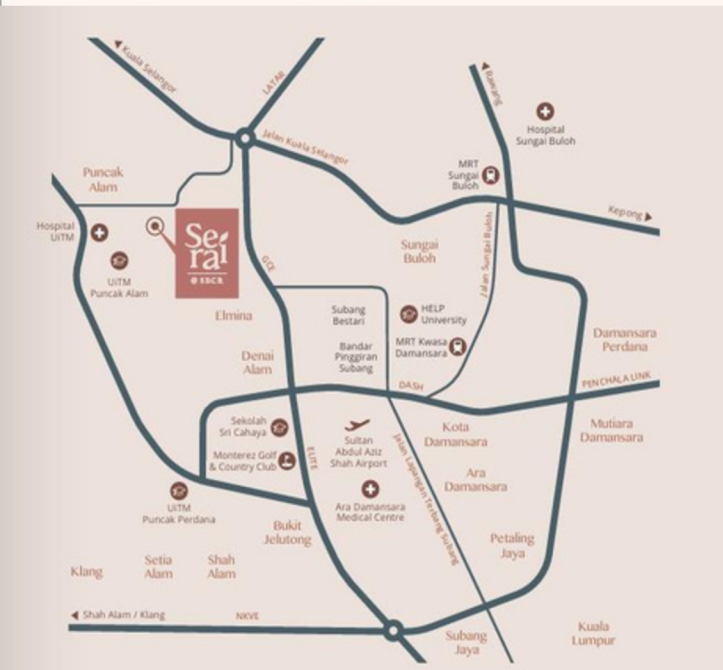 Kuala Selangor
LATAR
Rawang
Hospital
Sungai Buloh
Jalan Kuala Selangor
MRT
Sungai
Buloh
Puncak
Alam
Kepong
Hospital
UiTM
Serai
@ SBCR
Sungai
Buloh
Jalan Sungai Buloh
UiTM
Puncak Alam
GCE
Elmina
Subang
Bestari
HELP
University
Damansara
Perdana
Denai
Alam
Bandar
Pinggiran
Subang
MRT Kwasa
Damansara
DASH
PENCHALA LINK
Sekolah
Sri Cahaya
Monterez Golf
& Country Club
ELITE
Sultan
Abdul Aziz
Shah Airport
Kota
Damansara
Mutiara
Damansara
Jalan Lapangan Terbang Subang
Ara
Damansara
UiTM
Puncak Perdana
Ara Damansara
Medical Centre
Bukit
Jelutong
Petaling
Jaya
Klang
Setia
Alam
Shah
Alam
Shah Alam / Klang
NKVE
Subang
Jaya
Kuala
Lumpur